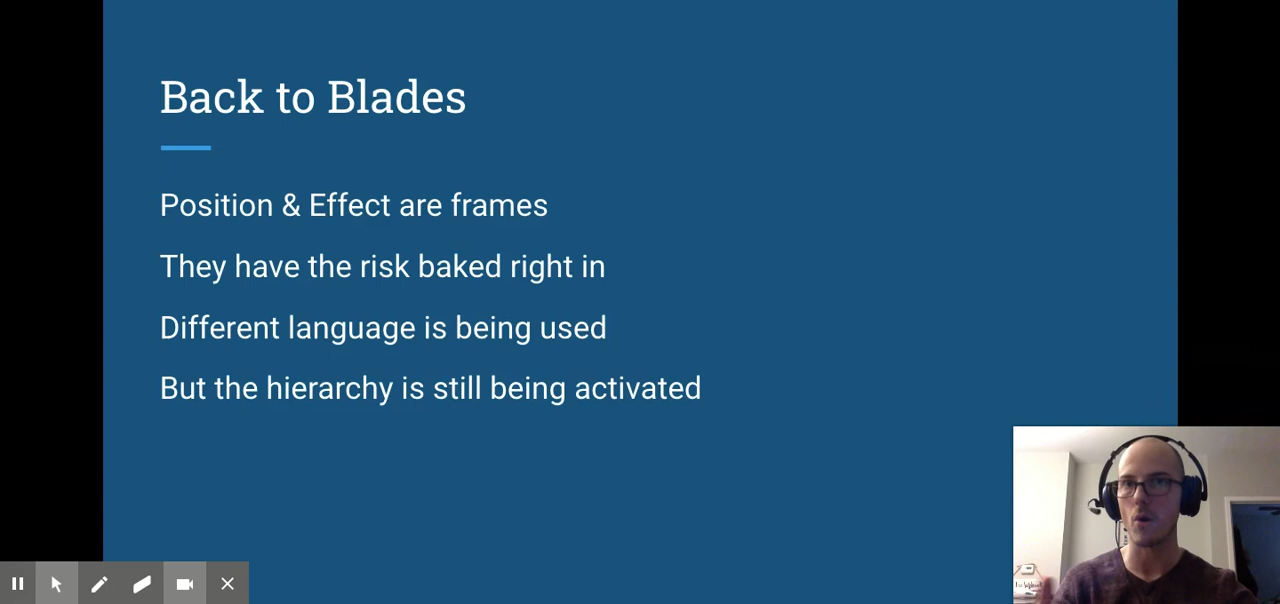 Back to Blades
Position & Effect are frames
They have the risk baked right in
Different language is being used
But the hierarchy is still being activated